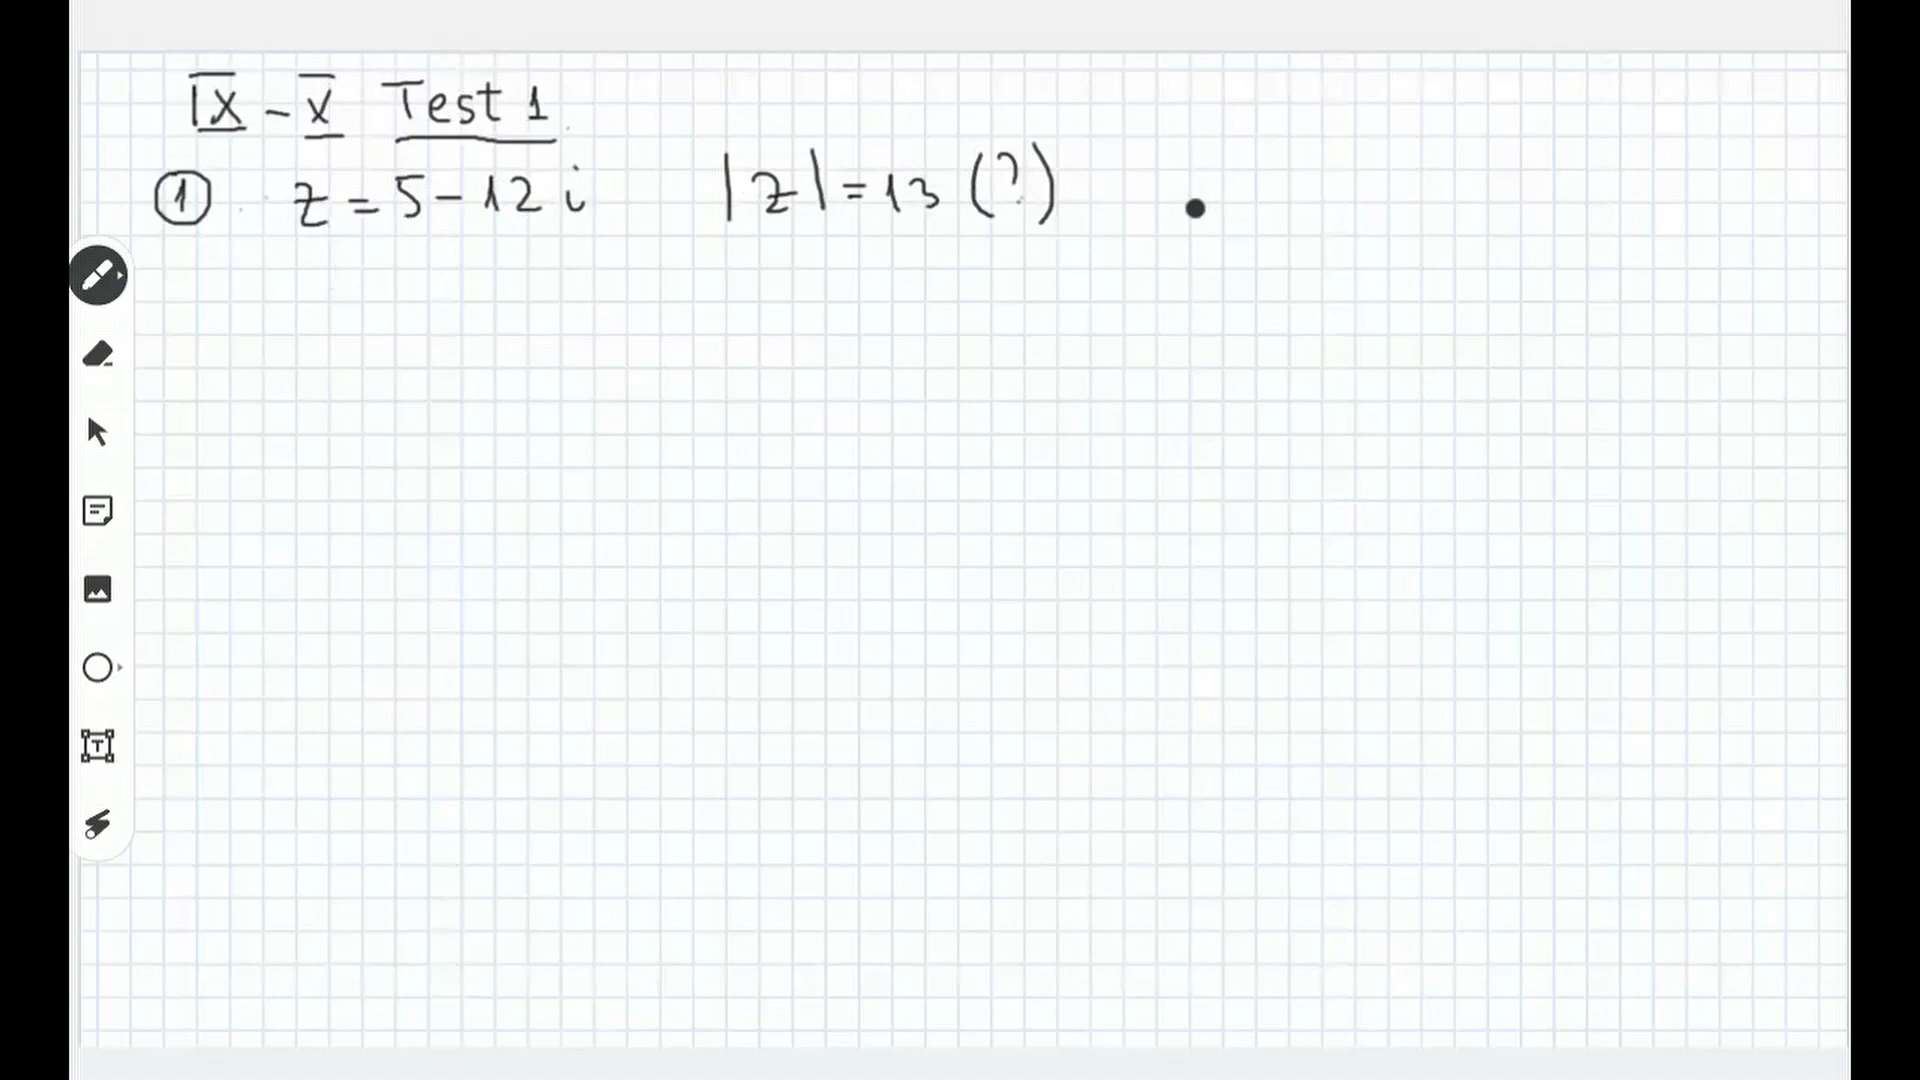 IX - X Test 1
① z = 5 - 12 i |z| = 13 (?)